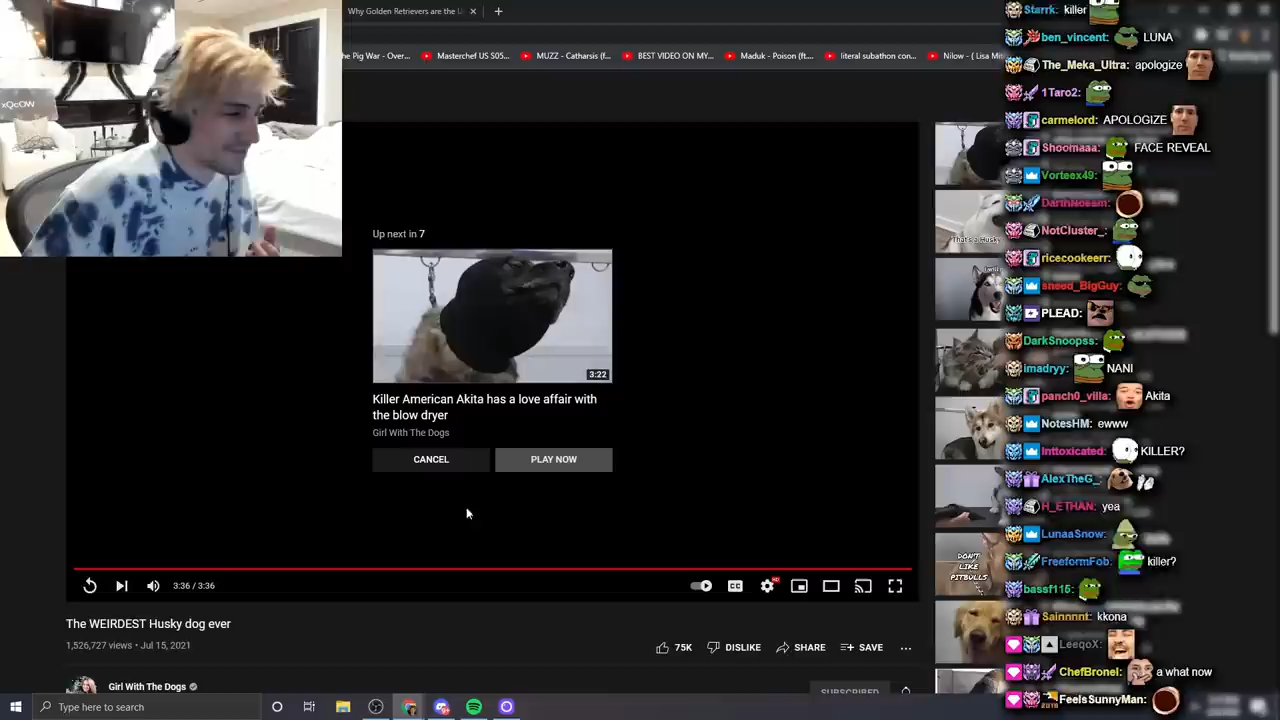 Why Golden Retrievers are the U
he Pig War - Over...
Masterchef US S05...
MUZZ - Catharsis (f...
BEST VIDEO ON MY...
Maduk - Poison (ft....
literal subathon con...
Nilow - ( Lisa Mit
xQcOW
Up next in 7
3:22
Killer American Akita has a love affair with
the blow dryer
Girl With The Dogs
CANCEL
PLAY NOW
3:36 / 3:36
CC
HD
The WEIRDEST Husky dog ever
1,526,727 views • Jul 15, 2021
75K
DISLIKE
SHARE
SAVE
Girl With The Dogs
SUBSCRIBED
That's a Husky
DON'T
LIKE
PITBULLS
Starrk: killer
ben_vincent: LUNA
The_Meka_Ultra: apologize
1Taro2:
carmelord: APOLOGIZE
Shoomaaa: FACE REVEAL
Vorteex49:
NotCluster_:
ricecookeerr:
sneed_BigGuy:
PLEAD:
DarkSnoopss:
imadryy: NANI
panch0_villa: Akita
NotesHM: ewww
Inttoxicated: KILLER?
AlexTheG_:
H_ETHAN: yea
LunaaSnow:
FreeformFob: killer?
bassf115:
Sainnnnt: kkona
LeeqoX:
ChefBronel: a what now
FeelsSunnyMan:
Type here to search